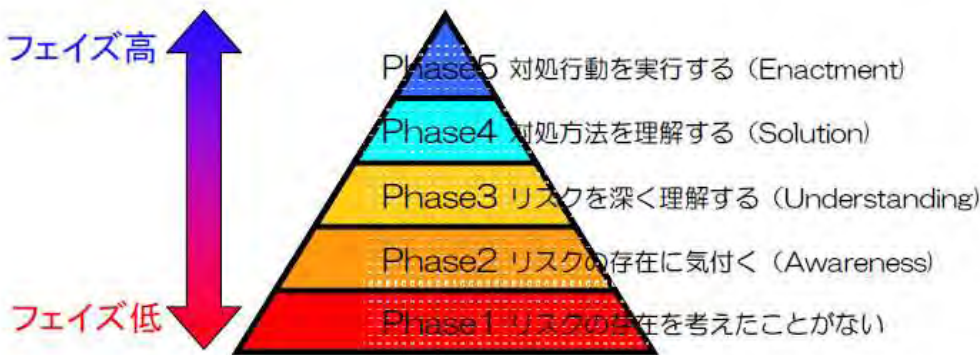 フェイズ高
Phase5 対処行動を実行する（Enactment）
Phase4 対処方法を理解する（Solution）
Phase3 リスクを深く理解する（Understanding）
Phase2 リスクの存在に気付く（Awareness）
フェイズ低
Phase1 リスクの存在を考えたことがない